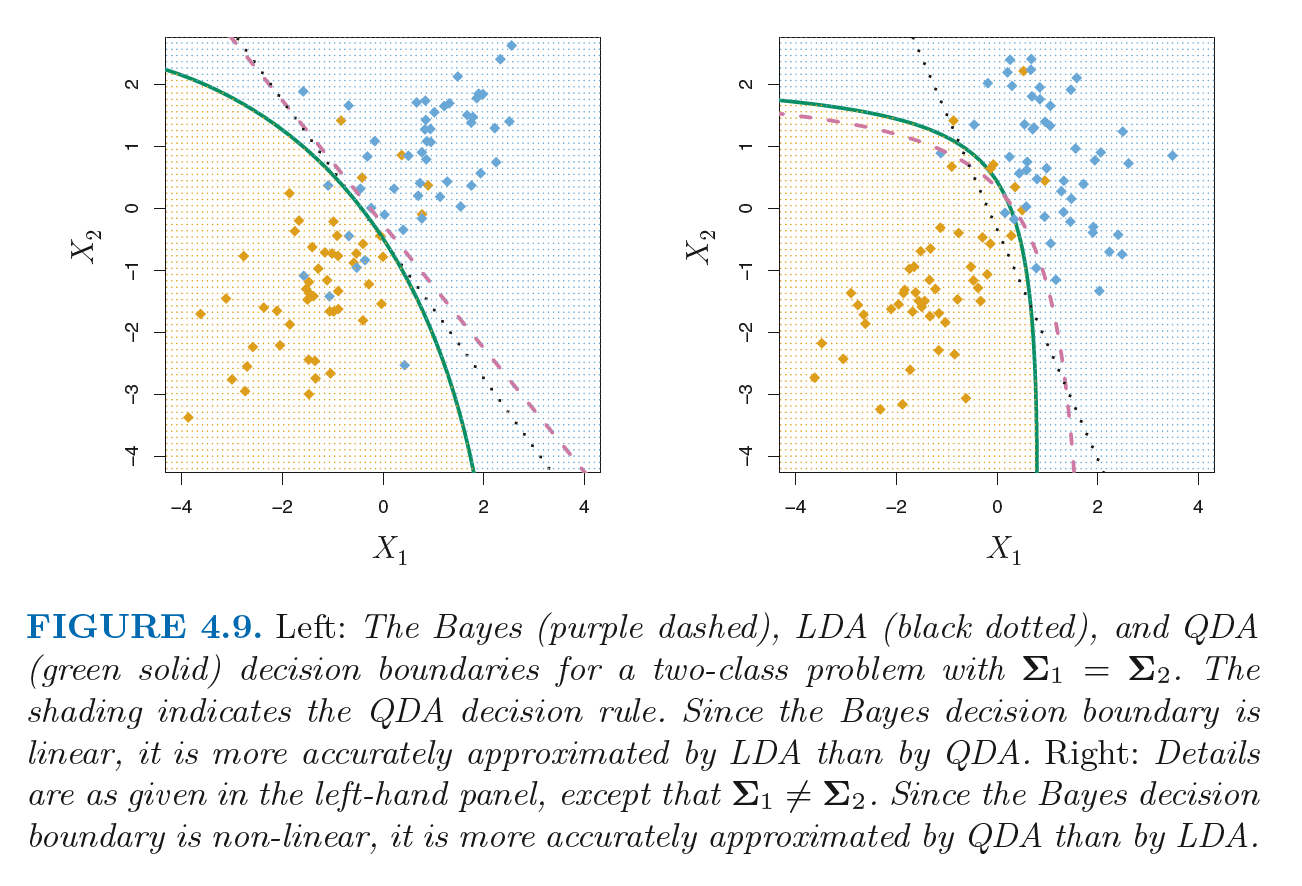 2
1
0
−1
−2
−3
−4
X2
−4 −2 0 2 4
X1
2
1
0
−1
−2
−3
−4
X2
−4 −2 0 2 4
X1
FIGURE 4.9. Left: The Bayes (purple dashed), LDA (black dotted), and QDA
(green solid) decision boundaries for a two-class problem with Σ1 = Σ2. The
shading indicates the QDA decision rule. Since the Bayes decision boundary is
linear, it is more accurately approximated by LDA than by QDA. Right: Details
are as given in the left-hand panel, except that Σ1 ≠ Σ2. Since the Bayes decision
boundary is non-linear, it is more accurately approximated by QDA than by LDA.